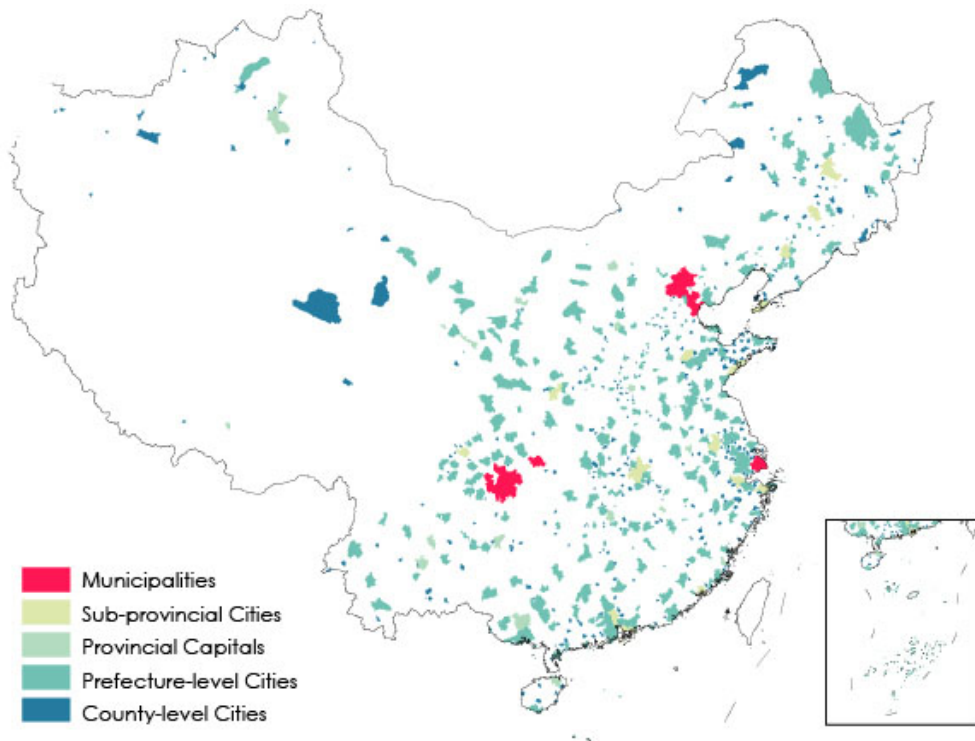 Municipalities
Sub-provincial Cities
Provincial Capitals
Prefecture-level Cities
County-level Cities